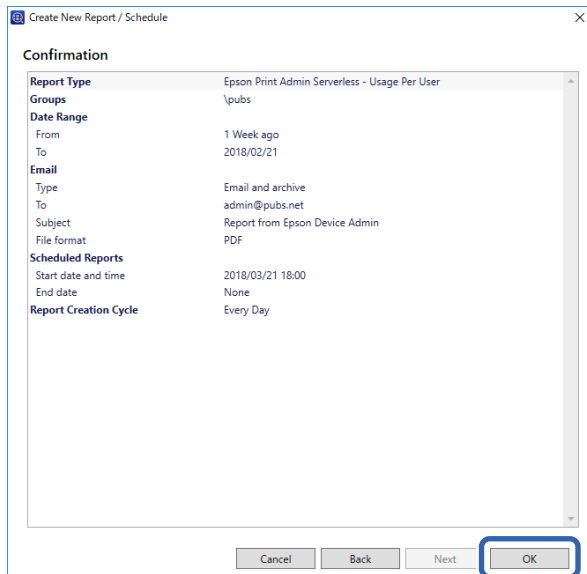 Create New Report / Schedule
Confirmation
Report Type Epson Print Admin Serverless - Usage Per User
Groups \pubs
Date Range
From 1 Week ago
To 2018/02/21
Email
Type Email and archive
To admin@pubs.net
Subject Report from Epson Device Admin
File format PDF
Scheduled Reports
Start date and time 2018/03/21 18:00
End date None
Report Creation Cycle Every Day
Cancel Back Next OK